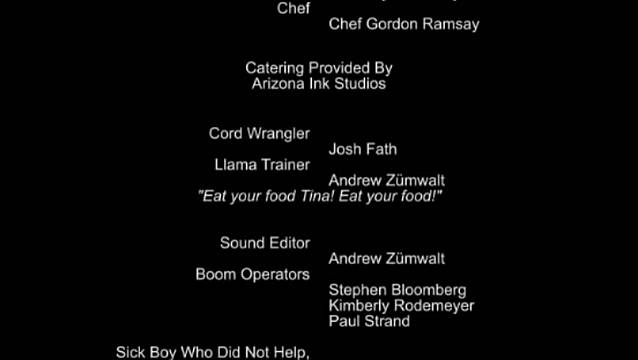 Chef
Chef Gordon Ramsay
Catering Provided By
Arizona Ink Studios
Cord Wrangler
Josh Fath
Llama Trainer
Andrew Zümwalt
"Eat your food Tina! Eat your food!"
Sound Editor
Andrew Zümwalt
Boom Operators
Stephen Bloomberg
Kimberly Rodemeyer
Paul Strand
Sick Boy Who Did Not Help,